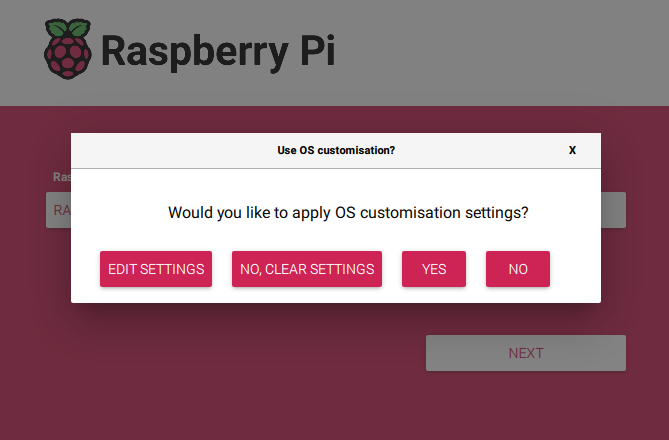 Raspberry Pi
Use OS customisation?
X
Ras
RA
Would you like to apply OS customisation settings?
EDIT SETTINGS
NO, CLEAR SETTINGS
YES
NO
NEXT